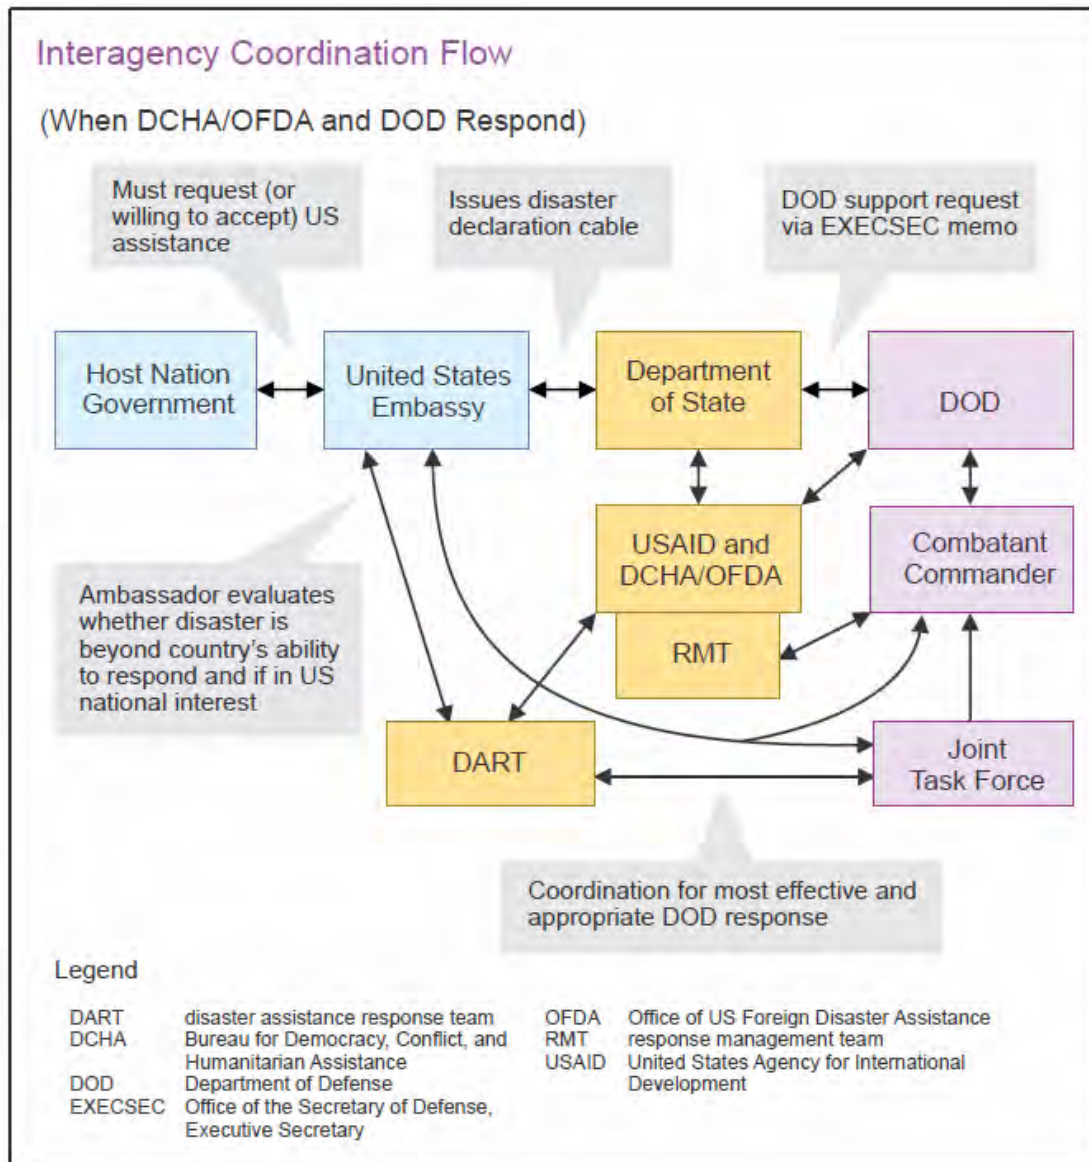 Interagency Coordination Flow
(When DCHA/OFDA and DOD Respond)
Must request (or
willing to accept) US
assistance
Issues disaster
declaration cable
DOD support request
via EXECSEC memo
Host Nation
Government
United States
Embassy
Department
of State
DOD
USAID and
DCHA/OFDA
Combatant
Commander
Ambassador evaluates
whether disaster is
beyond country's ability
to respond and if in US
national interest
RMT
DART
Joint
Task Force
Coordination for most effective and
appropriate DOD response
Legend
DART disaster assistance response team
DCHA Bureau for Democracy, Conflict, and
Humanitarian Assistance
DOD Department of Defense
EXECSEC Office of the Secretary of Defense,
Executive Secretary
OFDA Office of US Foreign Disaster Assistance
RMT response management team
USAID United States Agency for International
Development